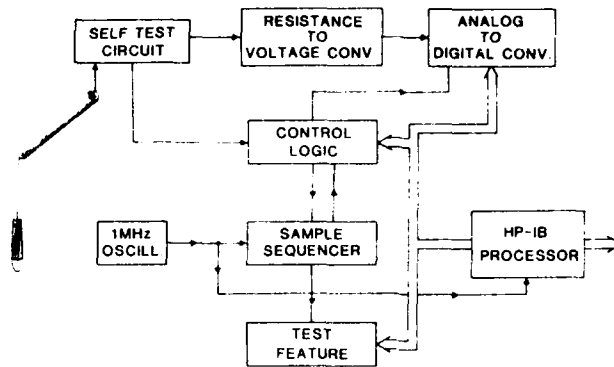 SELF TEST
CIRCUIT
RESISTANCE
TO
VOLTAGE CONV
ANALOG
TO
DIGITAL CONV.
CONTROL
LOGIC
1MHz
OSCILL
SAMPLE
SEQUENCER
HP-IB
PROCESSOR
TEST
FEATURE